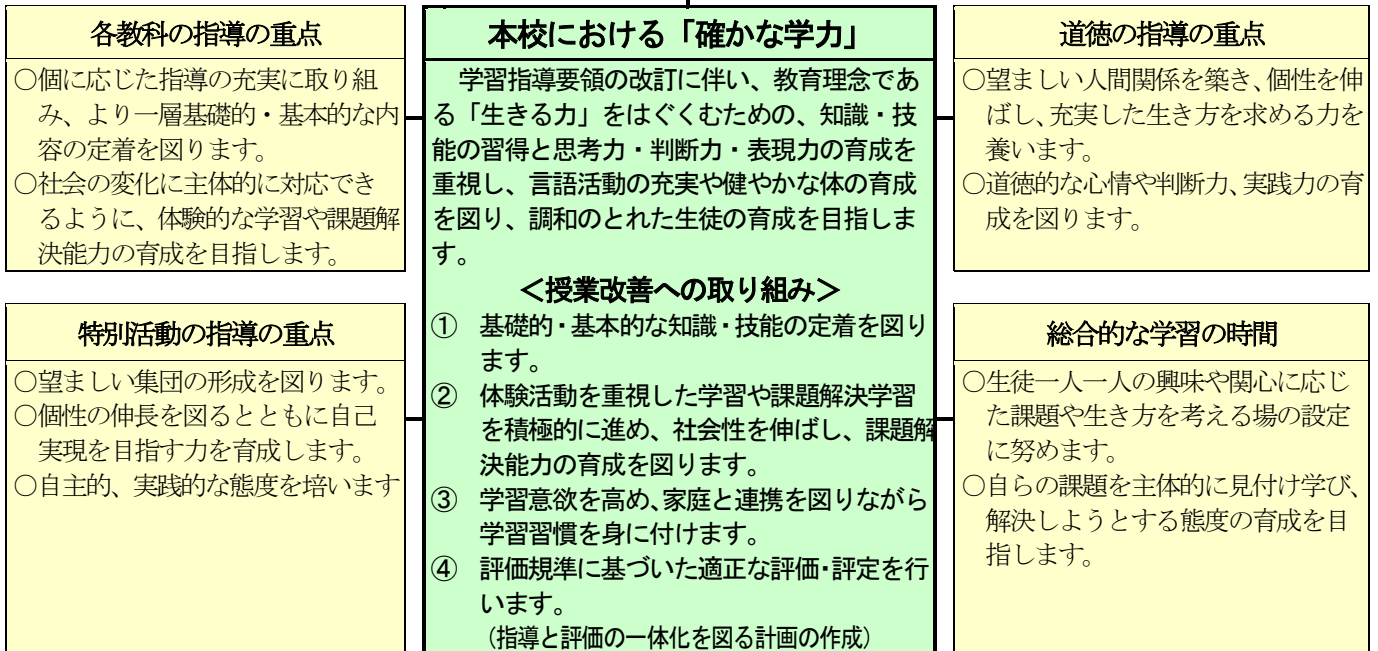 各教科の指導の重点
○個に応じた指導の充実に取り組
み、より一層基礎的・基本的な内
容の定着を図ります。
○社会の変化に主体的に対応でき
るように、体験的な学習や課題解
決能力の育成を目指します。
特別活動の指導の重点
○望ましい集団の形成を図ります。
○個性の伸長を図るとともに自己
実現を目指す力を育成します。
○自主的、実践的な態度を培います
本校における「確かな学力」
学習指導要領の改訂に伴い、教育理念であ
る「生きる力」をはぐくむための、知識・技
能の習得と思考力・判断力・表現力の育成を
重視し、言語活動の充実や健やかな体の育成
を図り、調和のとれた生徒の育成を目指しま
す。
＜授業改善への取り組み＞
① 基礎的・基本的な知識・技能の定着を図り
ます。
② 体験活動を重視した学習や課題解決学習
を積極的に進め、社会性を伸ばし、課題解
決能力の育成を図ります。
③ 学習意欲を高め、家庭と連携を図りながら
学習習慣を身に付けます。
④ 評価規準に基づいた適正な評価・評定を行
います。
（指導と評価の一体化を図る計画の作成）
道徳の指導の重点
○望ましい人間関係を築き、個性を伸
ばし、充実した生き方を求める力を
養います。
○道徳的な心情や判断力、実践力の育
成を図ります。
総合的な学習の時間
○生徒一人一人の興味や関心に応じ
た課題や生き方を考える場の設定
に努めます。
○自らの課題を主体的に見付け学び、
解決しようとする態度の育成を目
指します。